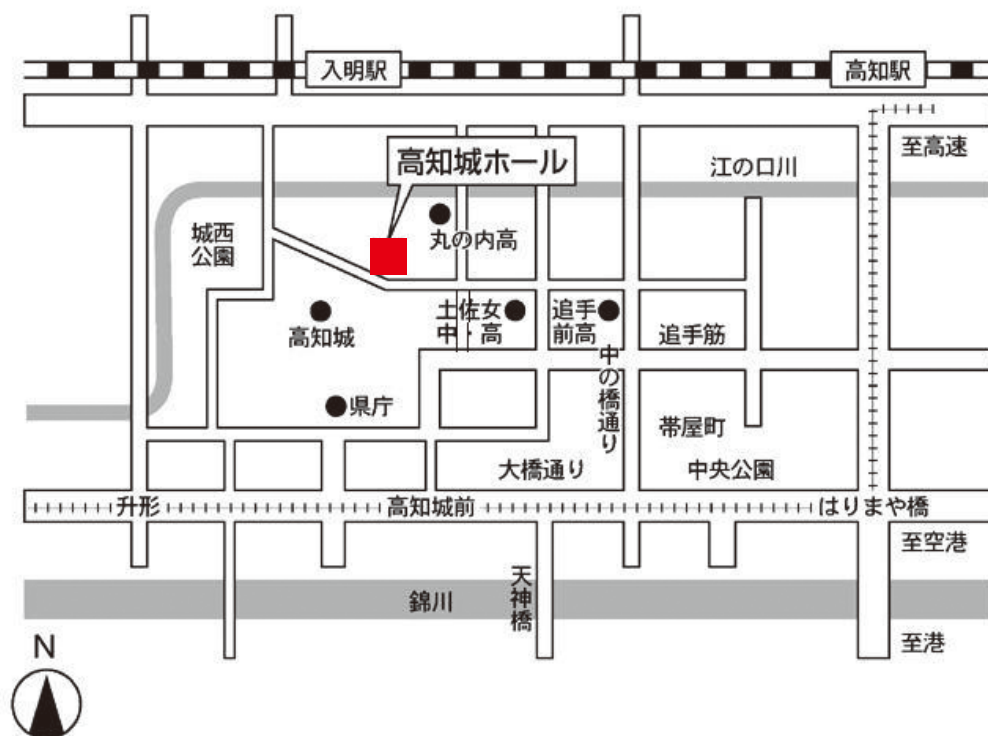 入明駅
高知駅
高知城ホール
至高速
江の口川
城西
公園
丸の内高
高知城
土佐女
中・高
追手
前高
追手筋
中の橋通り
県庁
帯屋町
大橋通り
中央公園
升形
高知城前
はりまや橋
至空港
天神橋
錦川
至港
N